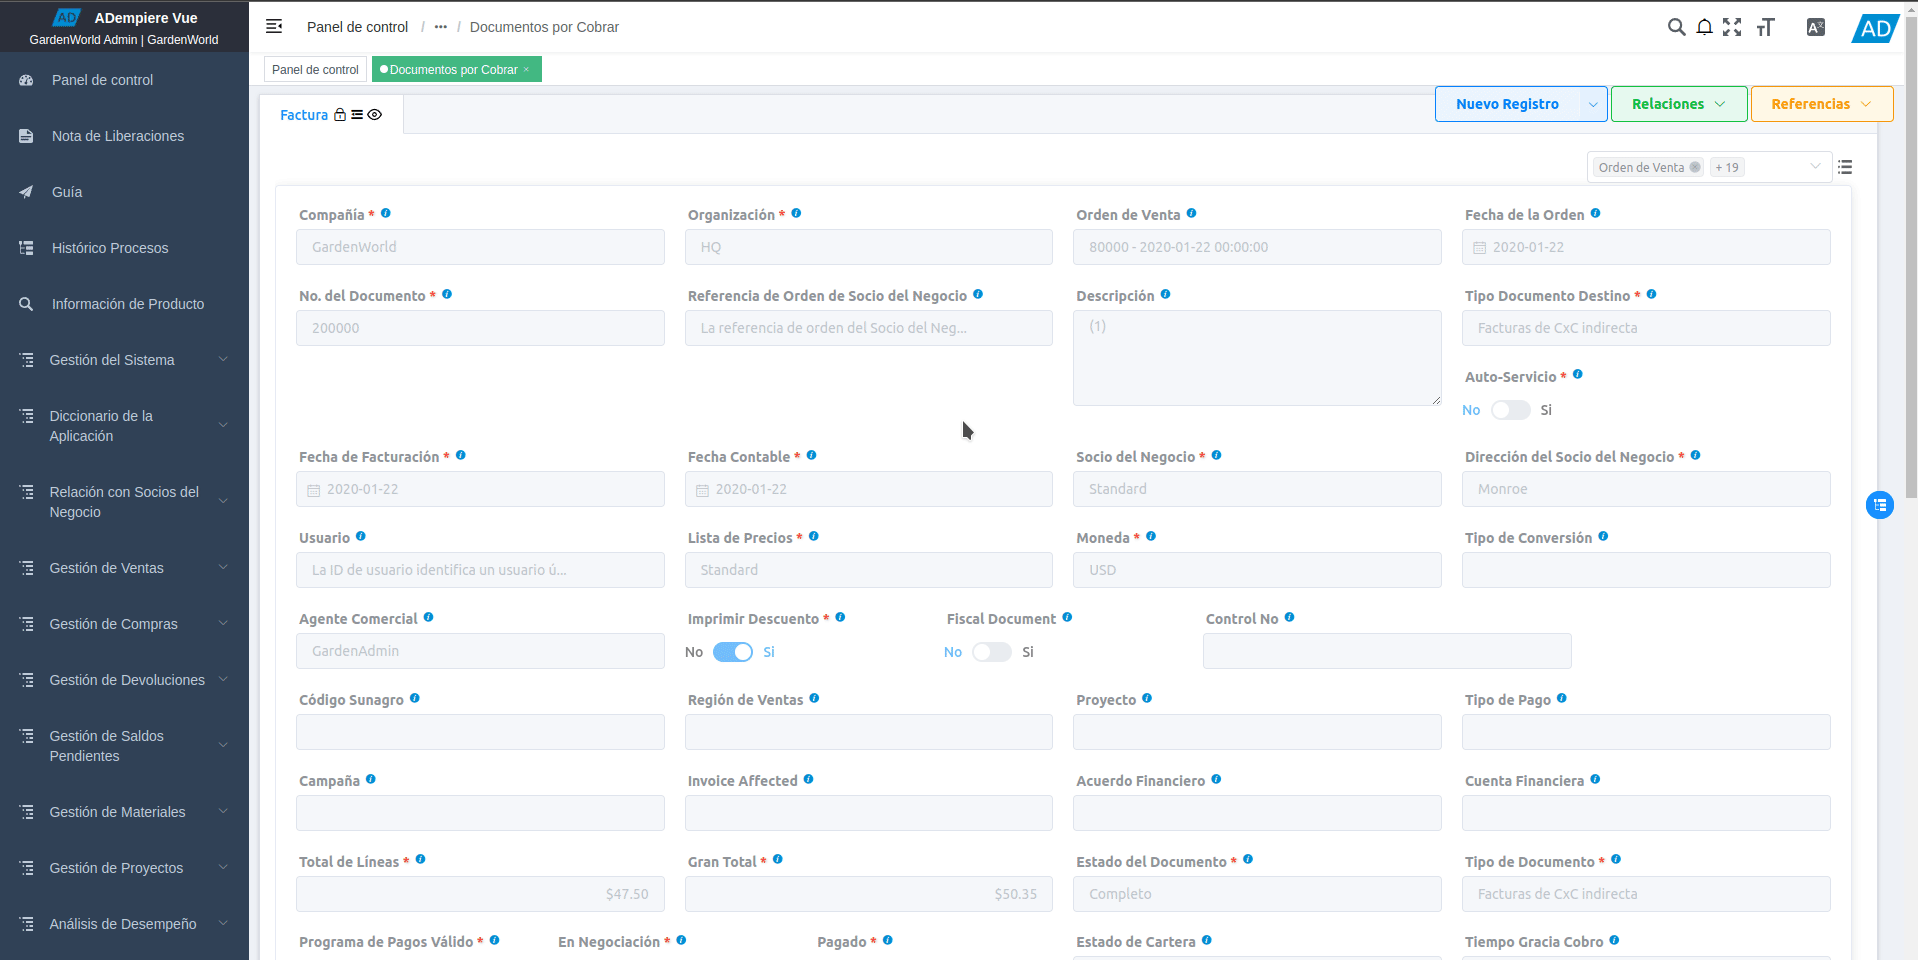 AD ADempiere Vue
GardenWorld Admin | GardenWorld
Panel de control
Nota de Liberaciones
Guía
Histórico Procesos
Información de Producto
Gestión del Sistema
Diccionario de la
Aplicación
Relación con Socios del
Negocio
Gestión de Ventas
Gestión de Compras
Gestión de Devoluciones
Gestión de Saldos
Pendientes
Gestión de Materiales
Gestión de Proyectos
Análisis de Desempeño
Panel de control / ••• / Documentos por Cobrar
AD
Panel de control
Documentos por Cobrar ×
Factura
Nuevo Registro
Relaciones
Referencias
Orden de Venta + 19
Compañía * Organización * Orden de Venta Fecha de la Orden
GardenWorld HQ 80000 - 2020-01-22 00:00:00 2020-01-22
No. del Documento * Referencia de Orden de Socio del Negocio Descripción Tipo Documento Destino *
200000 La referencia de orden del Socio del Neg... (1) Facturas de CxC indirecta
Auto-Servicio *
No Si
Fecha de Facturación * Fecha Contable * Socio del Negocio * Dirección del Socio del Negocio *
2020-01-22 2020-01-22 Standard Monroe
Usuario Lista de Precios * Moneda * Tipo de Conversión
La ID de usuario identifica un usuario ú... Standard USD
Agente Comercial Imprimir Descuento * Fiscal Document Control No
GardenAdmin No Si No Si
Código Sunagro Región de Ventas Proyecto Tipo de Pago
Campaña Invoice Affected Acuerdo Financiero Cuenta Financiera
Total de Líneas * Gran Total * Estado del Documento * Tipo de Documento *
$47.50 $50.35 Completo Facturas de CxC indirecta
Programa de Pagos Válido * En Negociación * Pagado * Estado de Cartera Tiempo Gracia Cobro